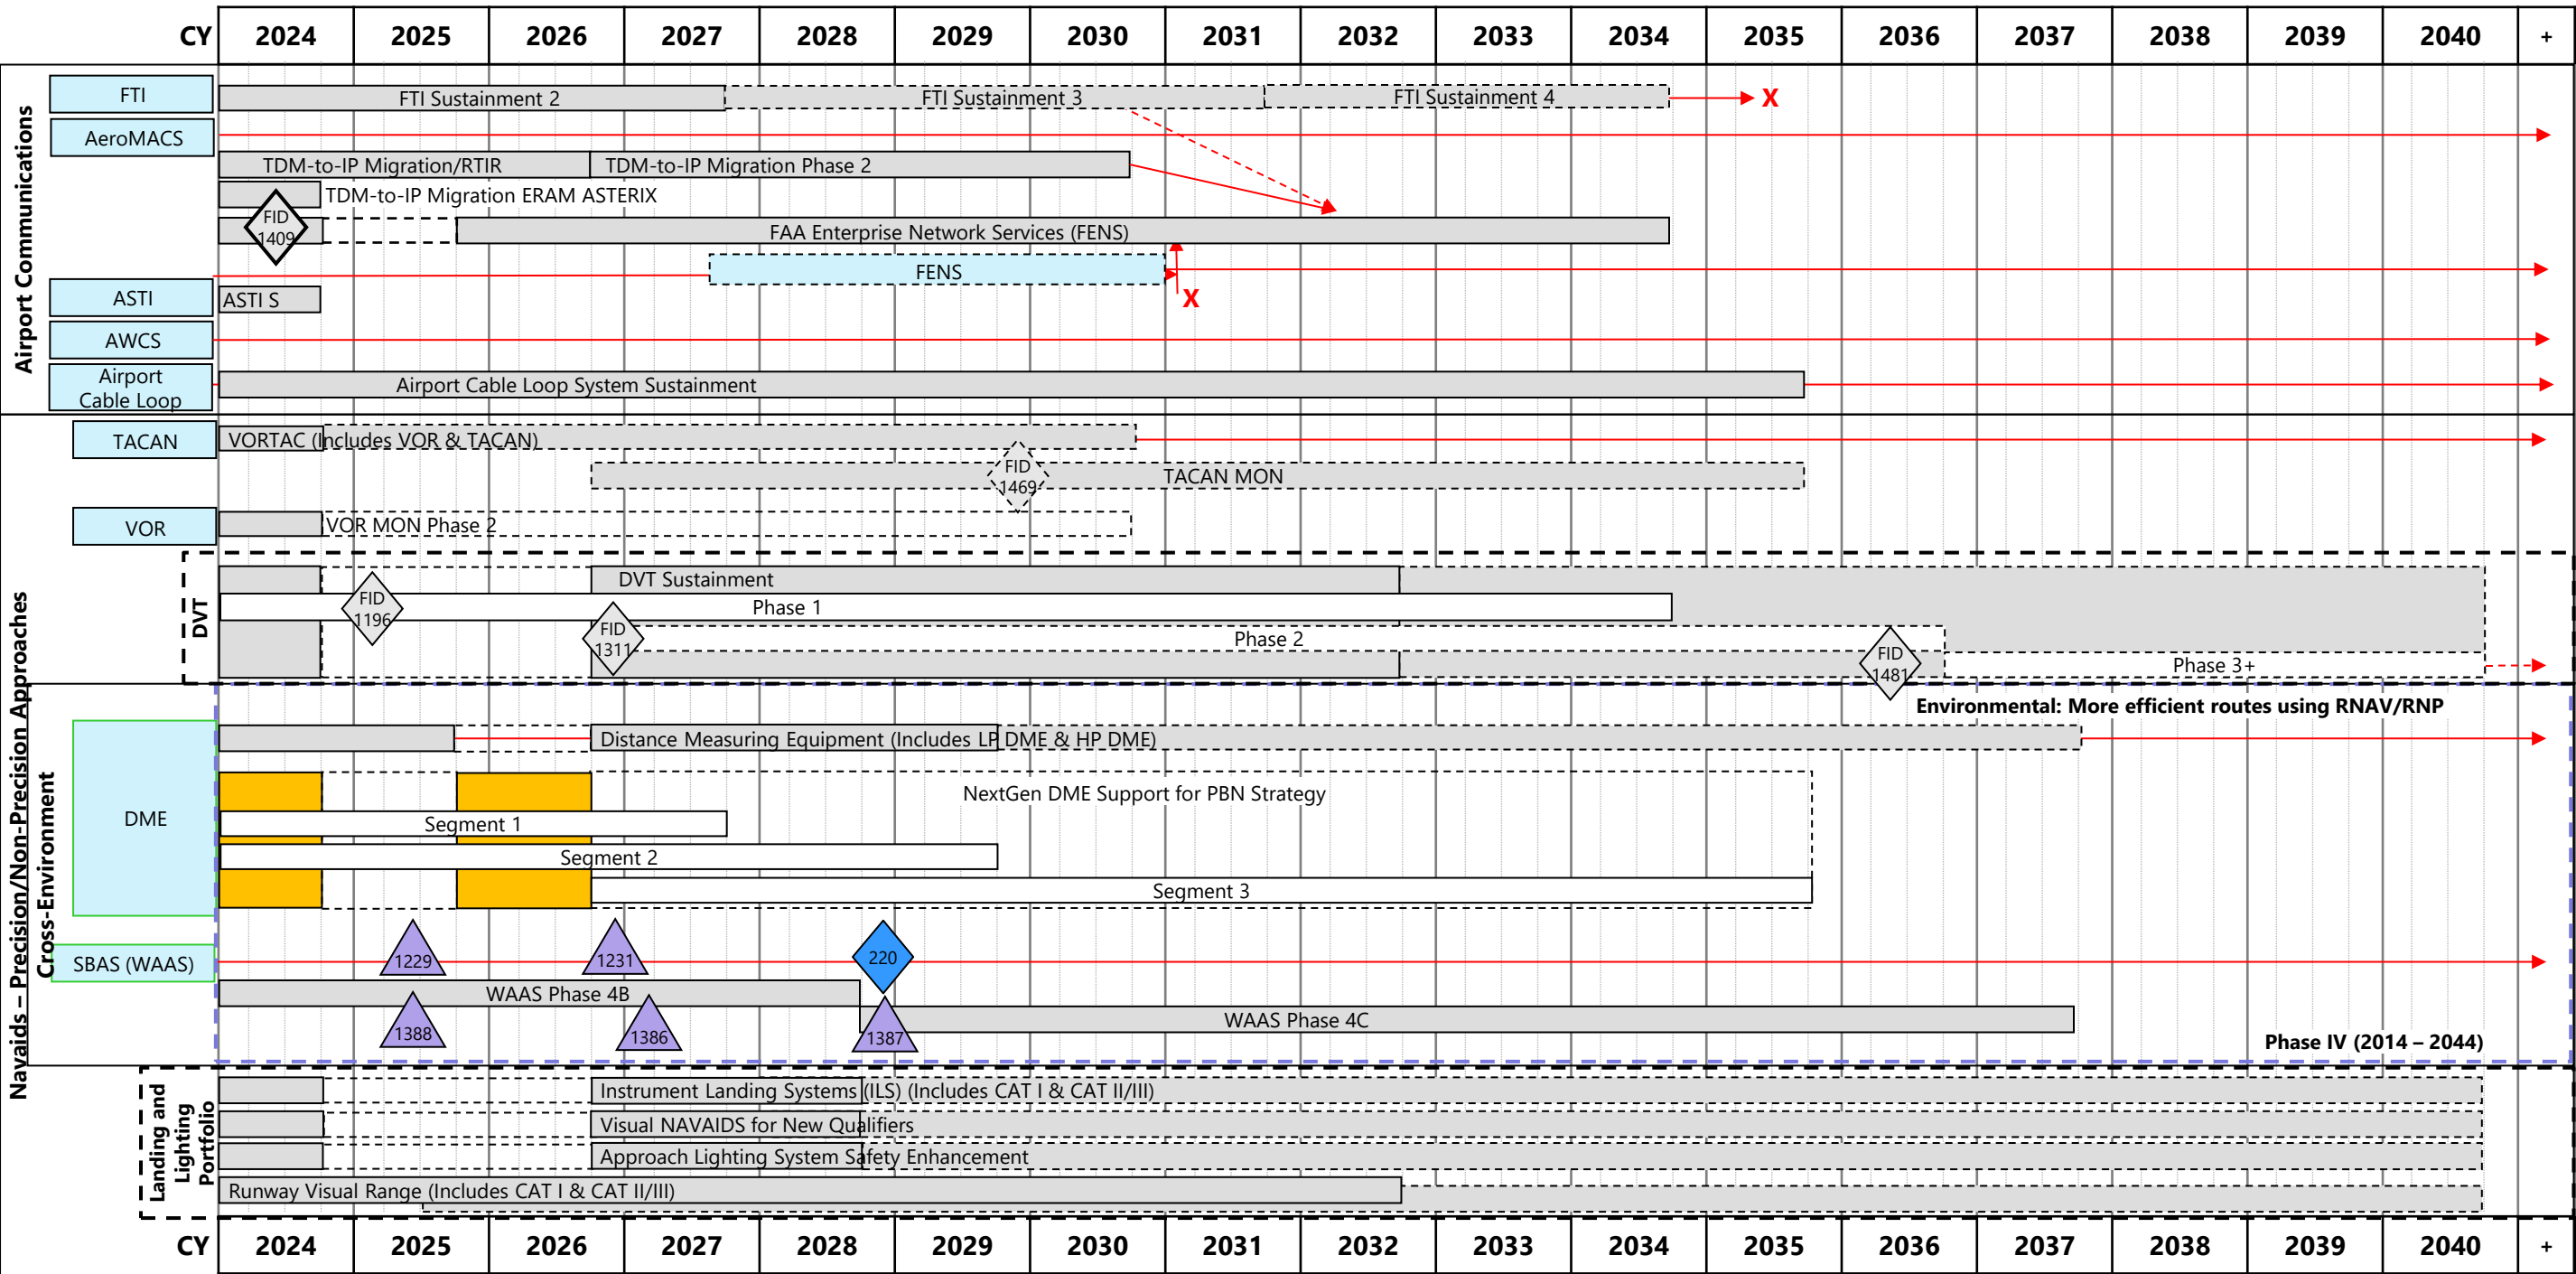 CY 2024 2025 2026 2027 2028 2029 2030 2031 2032 2033 2034 2035 2036 2037 2038 2039 2040 +
Airport Communications
FTI
FTI Sustainment 2
FTI Sustainment 3
FTI Sustainment 4
X
AeroMACS
TDM-to-IP Migration/RTIR
TDM-to-IP Migration Phase 2
TDM-to-IP Migration ERAM ASTERIX
FID
1409
FAA Enterprise Network Services (FENS)
FENS
X
ASTI
ASTI S
AWCS
Airport
Cable Loop
Airport Cable Loop System Sustainment
Navaids – Precision/Non-Precision Approaches
TACAN
VORTAC (Includes VOR & TACAN)
FID
1469
TACAN MON
VOR
VOR MON Phase 2
DVT
DVT Sustainment
FID
1196
Phase 1
FID
1311
Phase 2
FID
1481
Phase 3+
Cross-Environment
Environmental: More efficient routes using RNAV/RNP
DME
Distance Measuring Equipment (Includes LP DME & HP DME)
NextGen DME Support for PBN Strategy
Segment 1
Segment 2
Segment 3
SBAS (WAAS)
1229
1231
220
WAAS Phase 4B
1388
1386
1387
WAAS Phase 4C
Phase IV (2014 – 2044)
Landing and
Lighting
Portfolio
Instrument Landing Systems (ILS) (Includes CAT I & CAT II/III)
Visual NAVAIDS for New Qualifiers
Approach Lighting System Safety Enhancement
Runway Visual Range (Includes CAT I & CAT II/III)
CY 2024 2025 2026 2027 2028 2029 2030 2031 2032 2033 2034 2035 2036 2037 2038 2039 2040 +